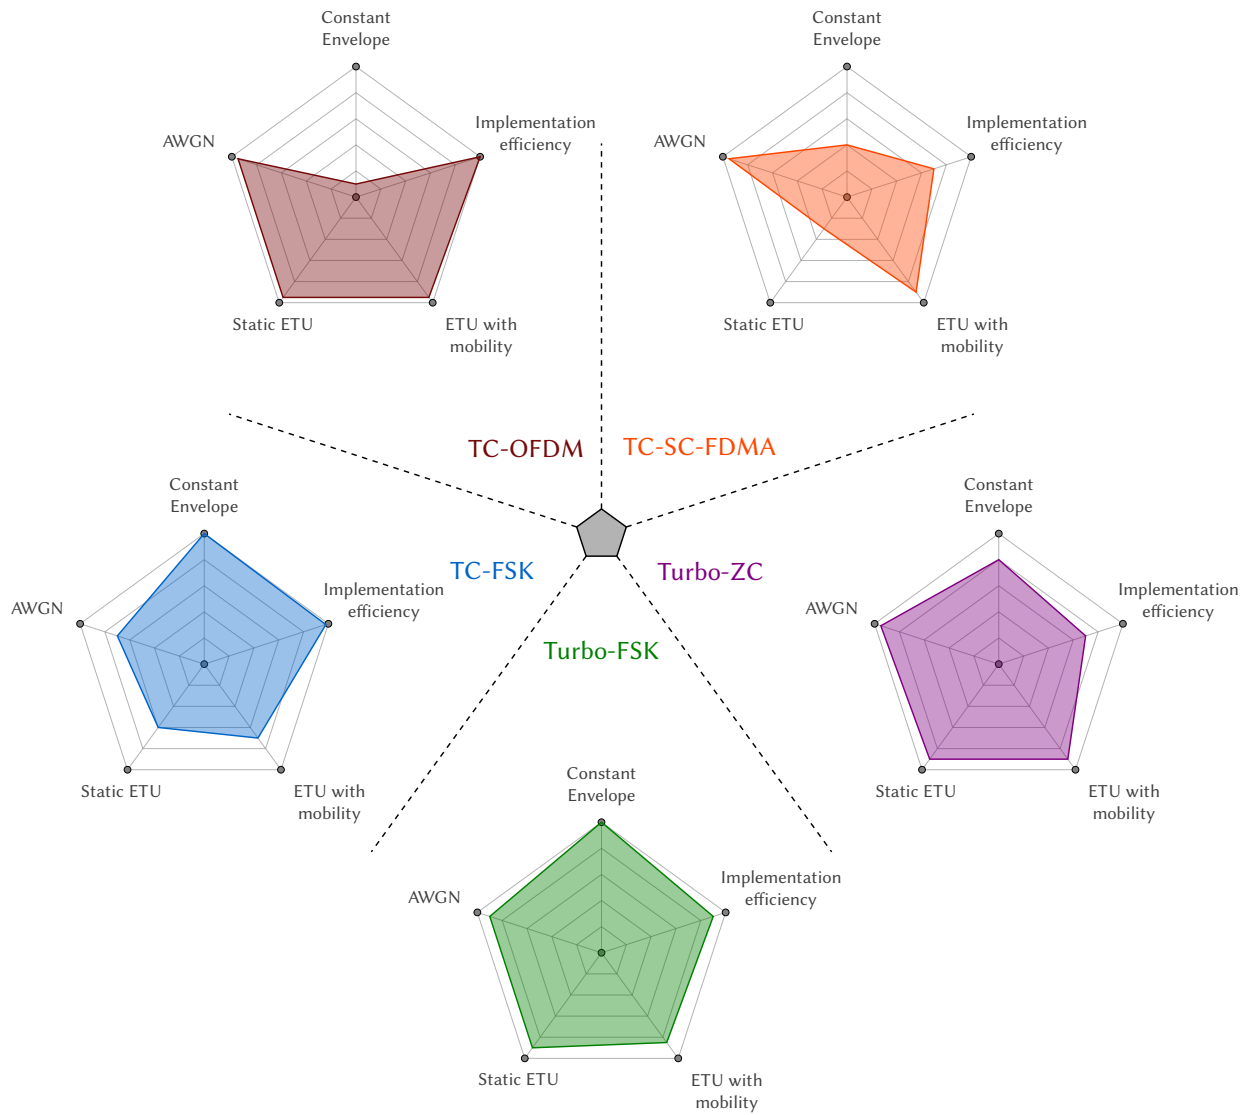 Constant
Envelope
AWGN
Implementation
efficiency
Static ETU
ETU with
mobility
Constant
Envelope
AWGN
Implementation
efficiency
Static ETU
ETU with
mobility
TC-OFDM
TC-SC-FDMA
Constant
Envelope
AWGN
Implementation
efficiency
Static ETU
ETU with
mobility
TC-FSK
Turbo-ZC
Turbo-FSK
Constant
Envelope
AWGN
Implementation
efficiency
Static ETU
ETU with
mobility
Constant
Envelope
AWGN
Implementation
efficiency
Static ETU
ETU with
mobility